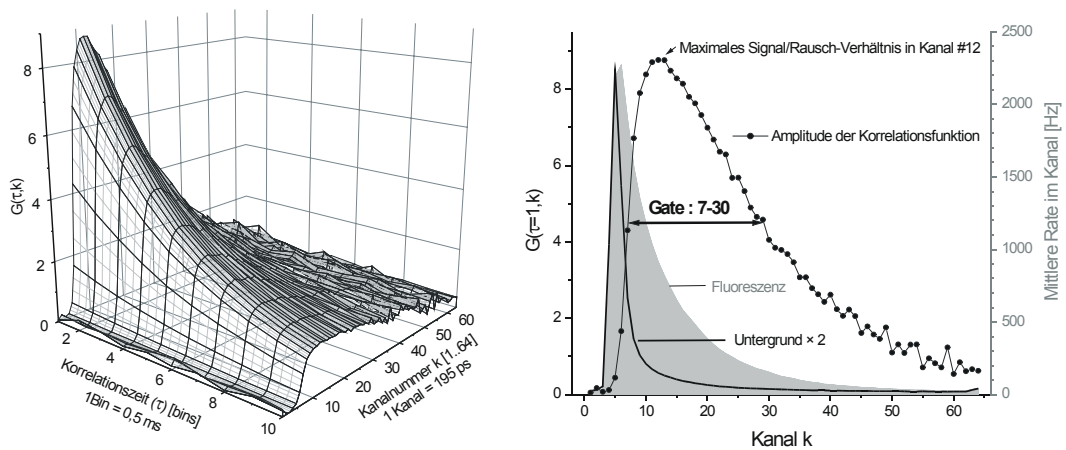 8
6
4
2
0
G(τ,k)
2
4
6
8
10
Korrelationszeit (τ) [bins]
1Bin = 0,5 ms
10
20
30
40
50
60
Kanalnummer k [1..64]
1 Kanal = 195 ps
Maximales Signal/Rausch-Verhältnis in Kanal #12
Amplitude der Korrelationsfunktion
Gate : 7-30
Fluoreszenz
Untergrund × 2
8
6
4
2
0
G(τ=1,k)
2500
2000
1500
1000
500
0
Mittlere Rate im Kanal [Hz]
0
10
20
30
40
50
60
Kanal k